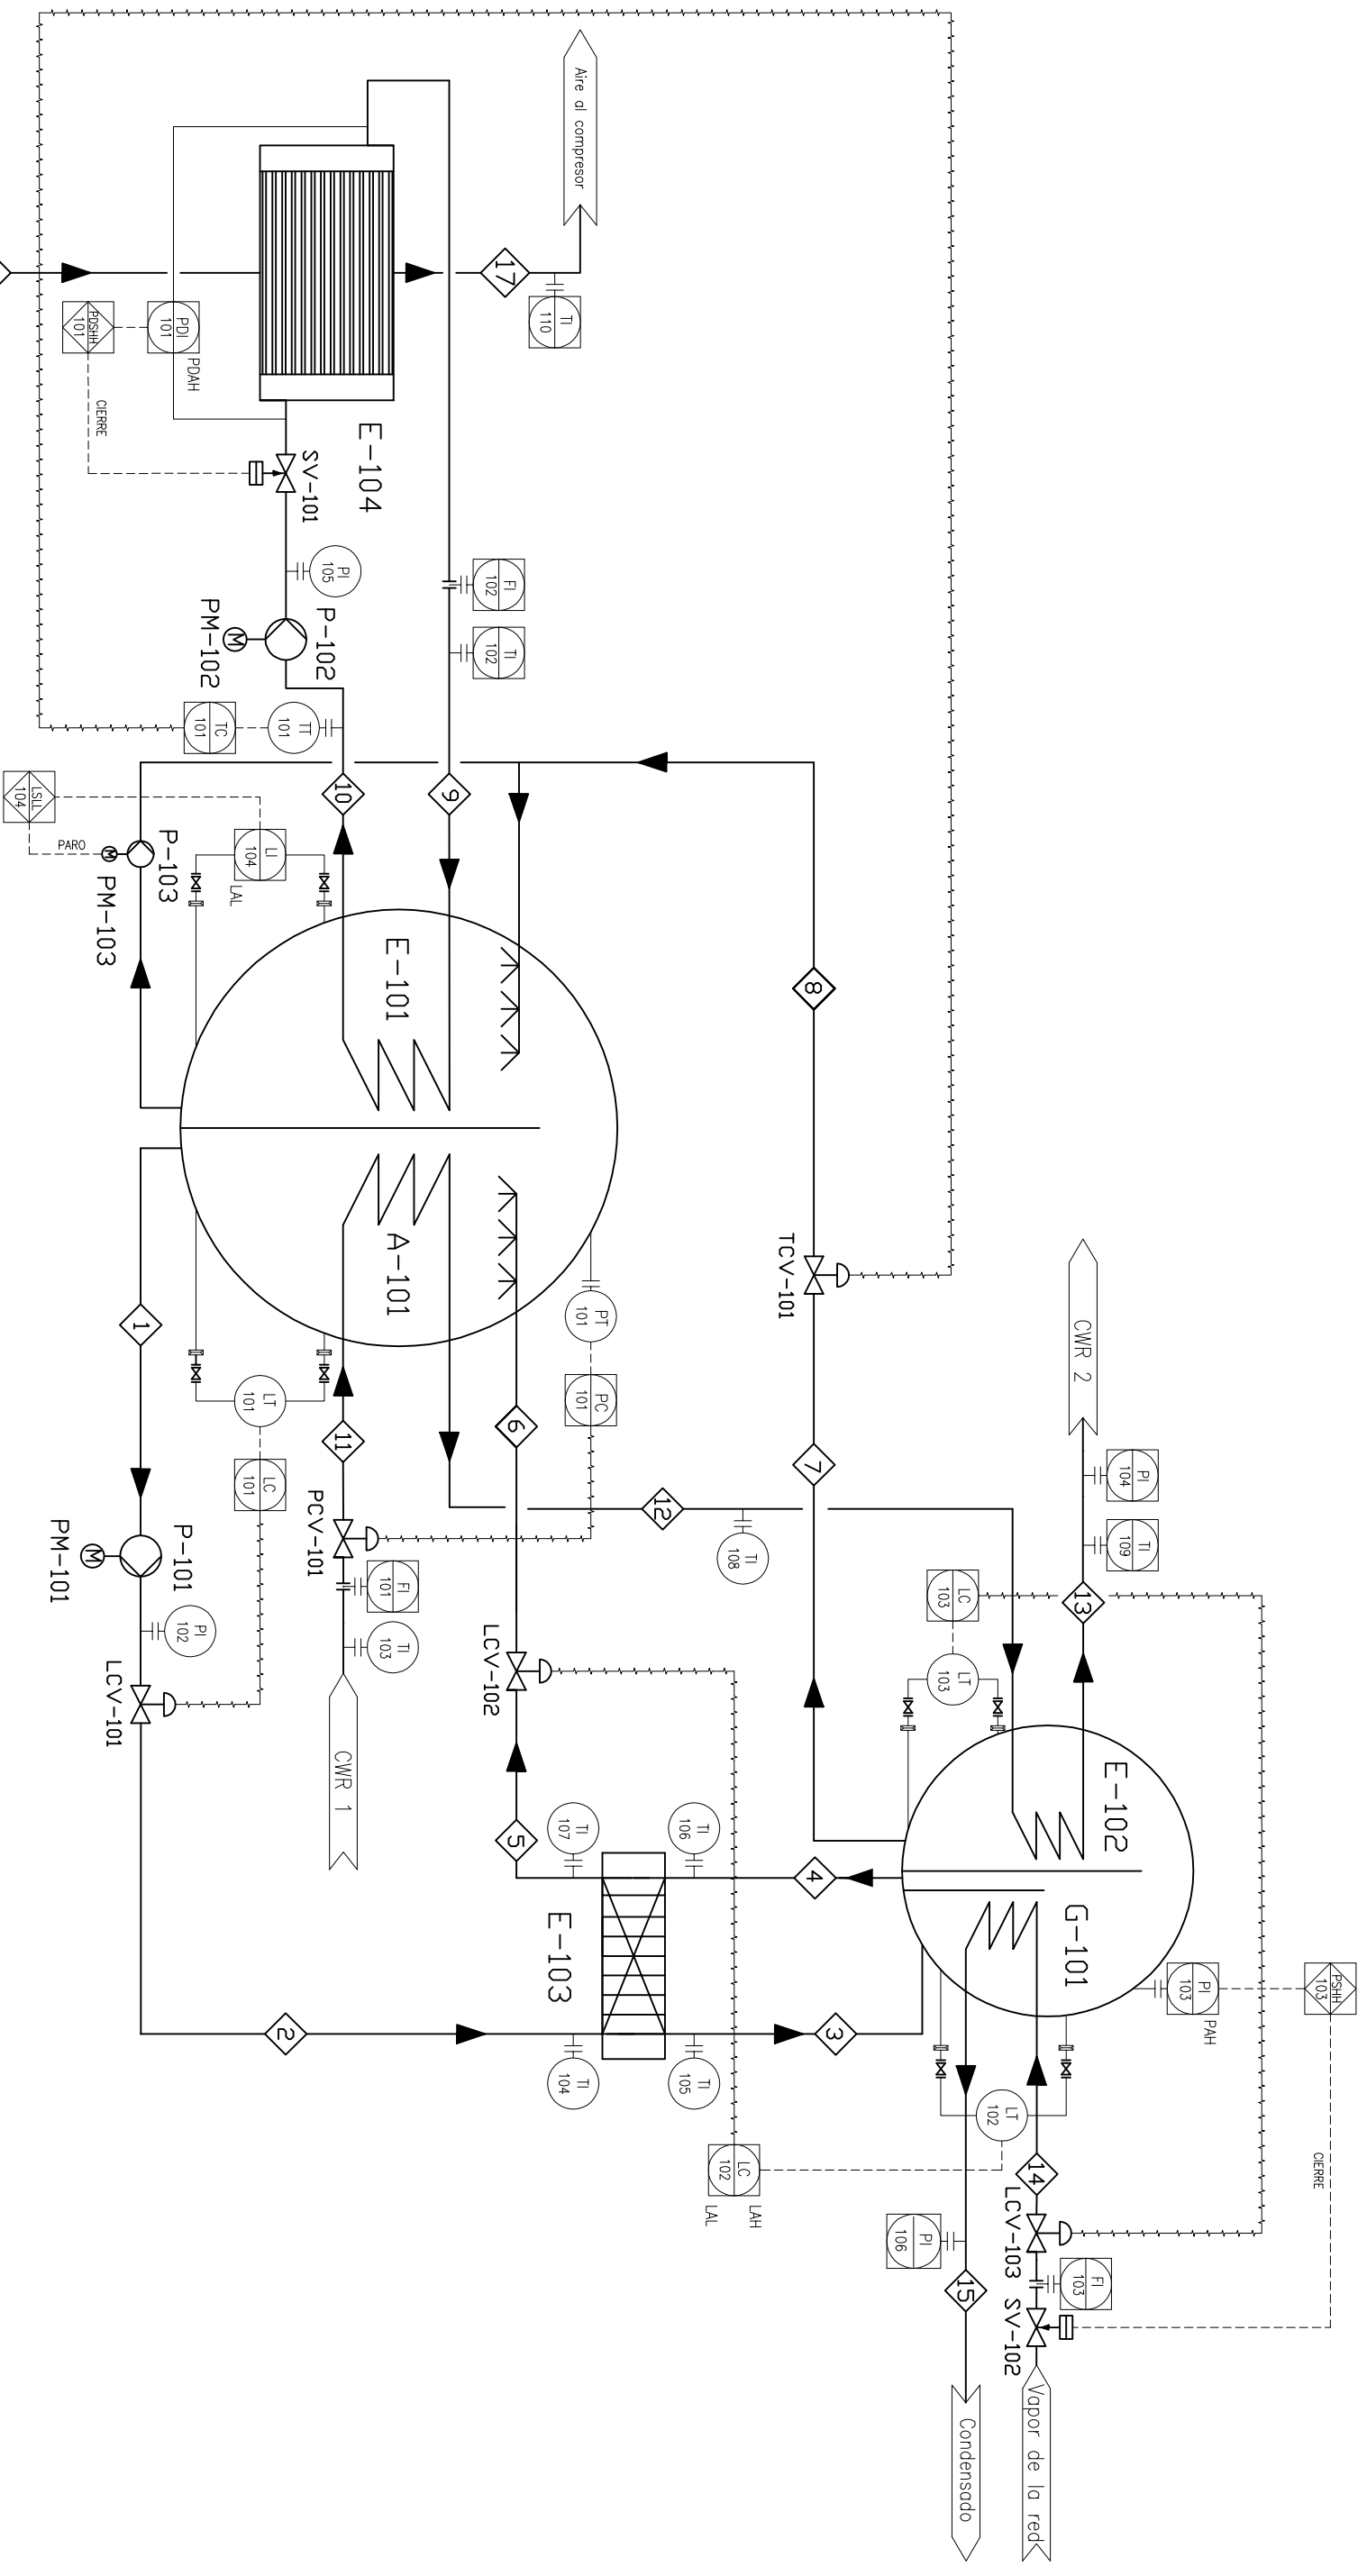 PSHH
103
CIERRE
PI
103
PAH
PI
104
TI
109
CWR 2
13
E-102
G-101
FI
103
14
LCV-103
SV-102
Vapor de la red
LT
102
Condensado
15
PI
106
LC
103
LT
103
TCV-101
8
7
4
3
LC
102
LAH
LAL
TI
108
12
TI
106
TI
105
Aire al compresor
TI
110
17
PT
101
PC
101
TI
107
TI
104
E-103
FI
102
TI
102
6
LCV-102
5
9
E-101
A-101
FI
101
TI
103
E-104
PI
105
P-102
10
11
PCV-101
CWR 1
SV-101
TT
101
2
PM-102
TC
101
LI
104
LAL
LT
101
LC
101
PDI
101
PDAH
P-103
P-101
PI
102
1
LCV-101
PDSHH
101
CIERRE
PM-103
PM-101
LSLL
104
PARO
M
M
M